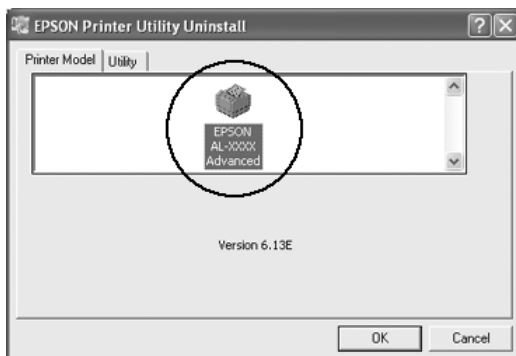 EPSON Printer Utility Uninstall
Printer Model Utility
EPSON
AL-XXXX
Advanced
Version 6.13E
OK Cancel